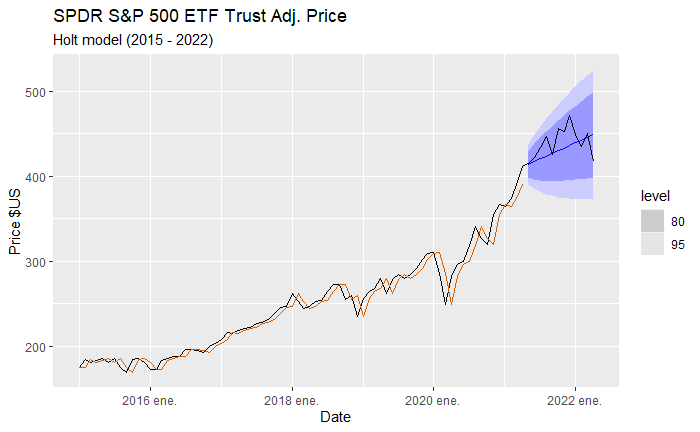 SPDR S&P 500 ETF Trust Adj. Price
Holt model (2015 - 2022)
Price $US
500
400
300
200
2016 ene.
2018 ene.
2020 ene.
2022 ene.
Date
level
80
95